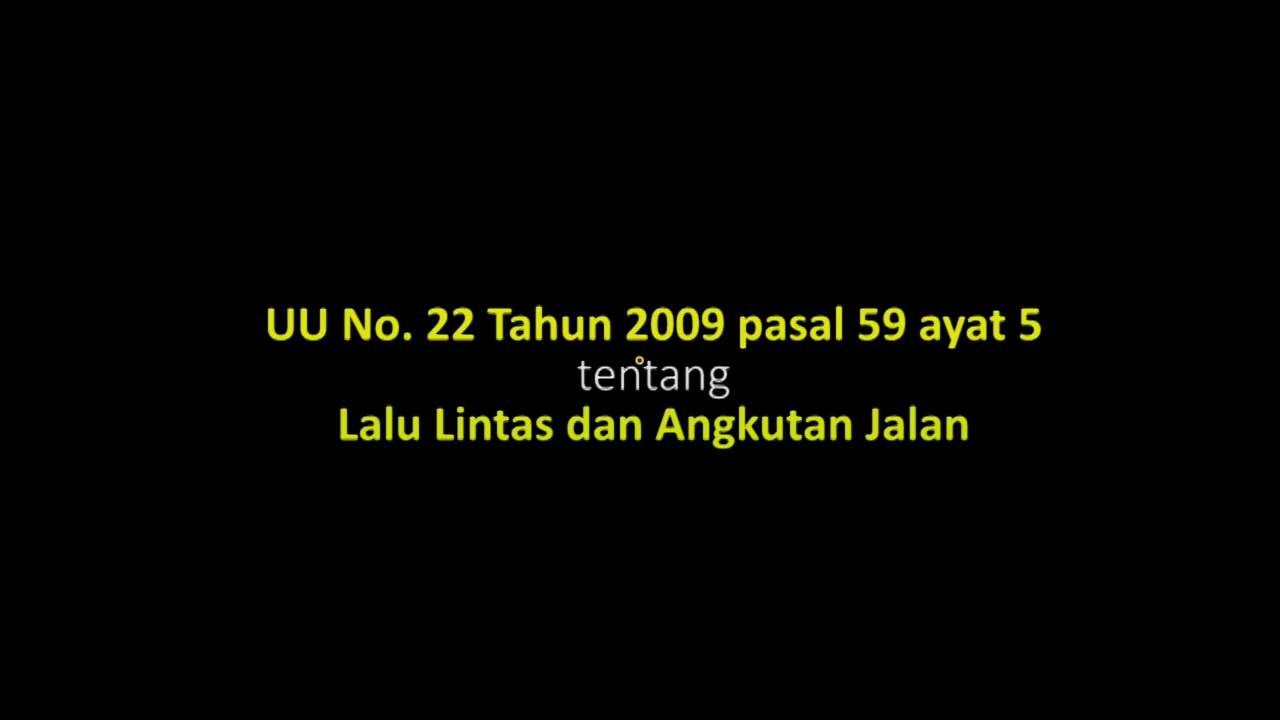 UU No. 22 Tahun 2009 pasal 59 ayat 5
tentang
Lalu Lintas dan Angkutan Jalan